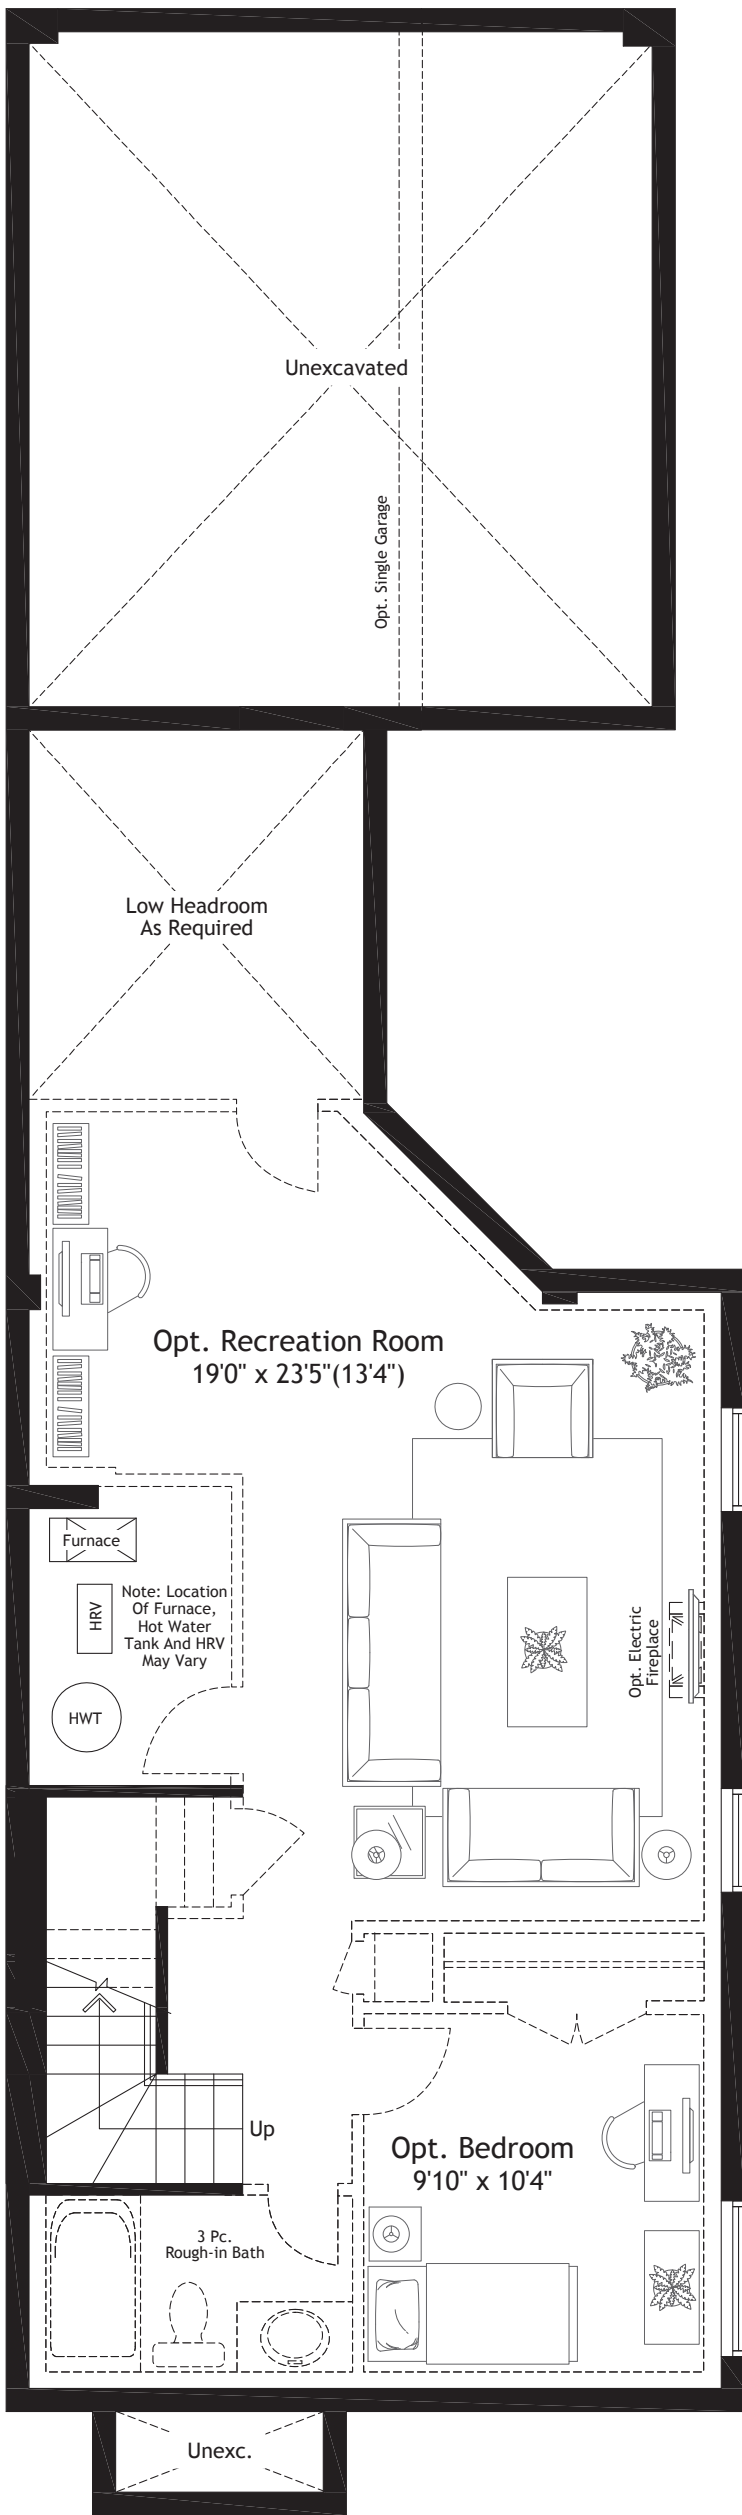 Unexcavated
Opt. Single Garage
Low Headroom
As Required
Opt. Recreation Room
19'0" x 23'5"(13'4")
Furnace
HRV
Note: Location
Of Furnace,
Hot Water
Tank And HRV
May Vary
HWT
Opt. Electric
Fireplace
Up
Opt. Bedroom
9'10" x 10'4"
3 Pc.
Rough-in Bath
Unexc.